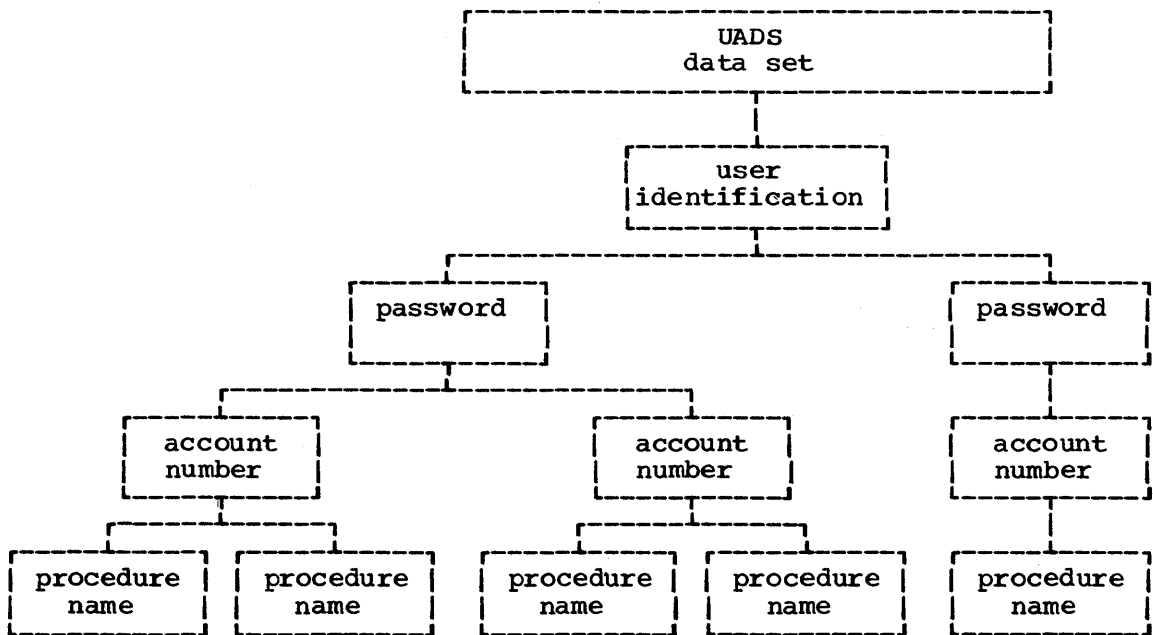 UADS
data set
user
identification
password
password
account
number
account
number
account
number
procedure
name
procedure
name
procedure
name
procedure
name
procedure
name